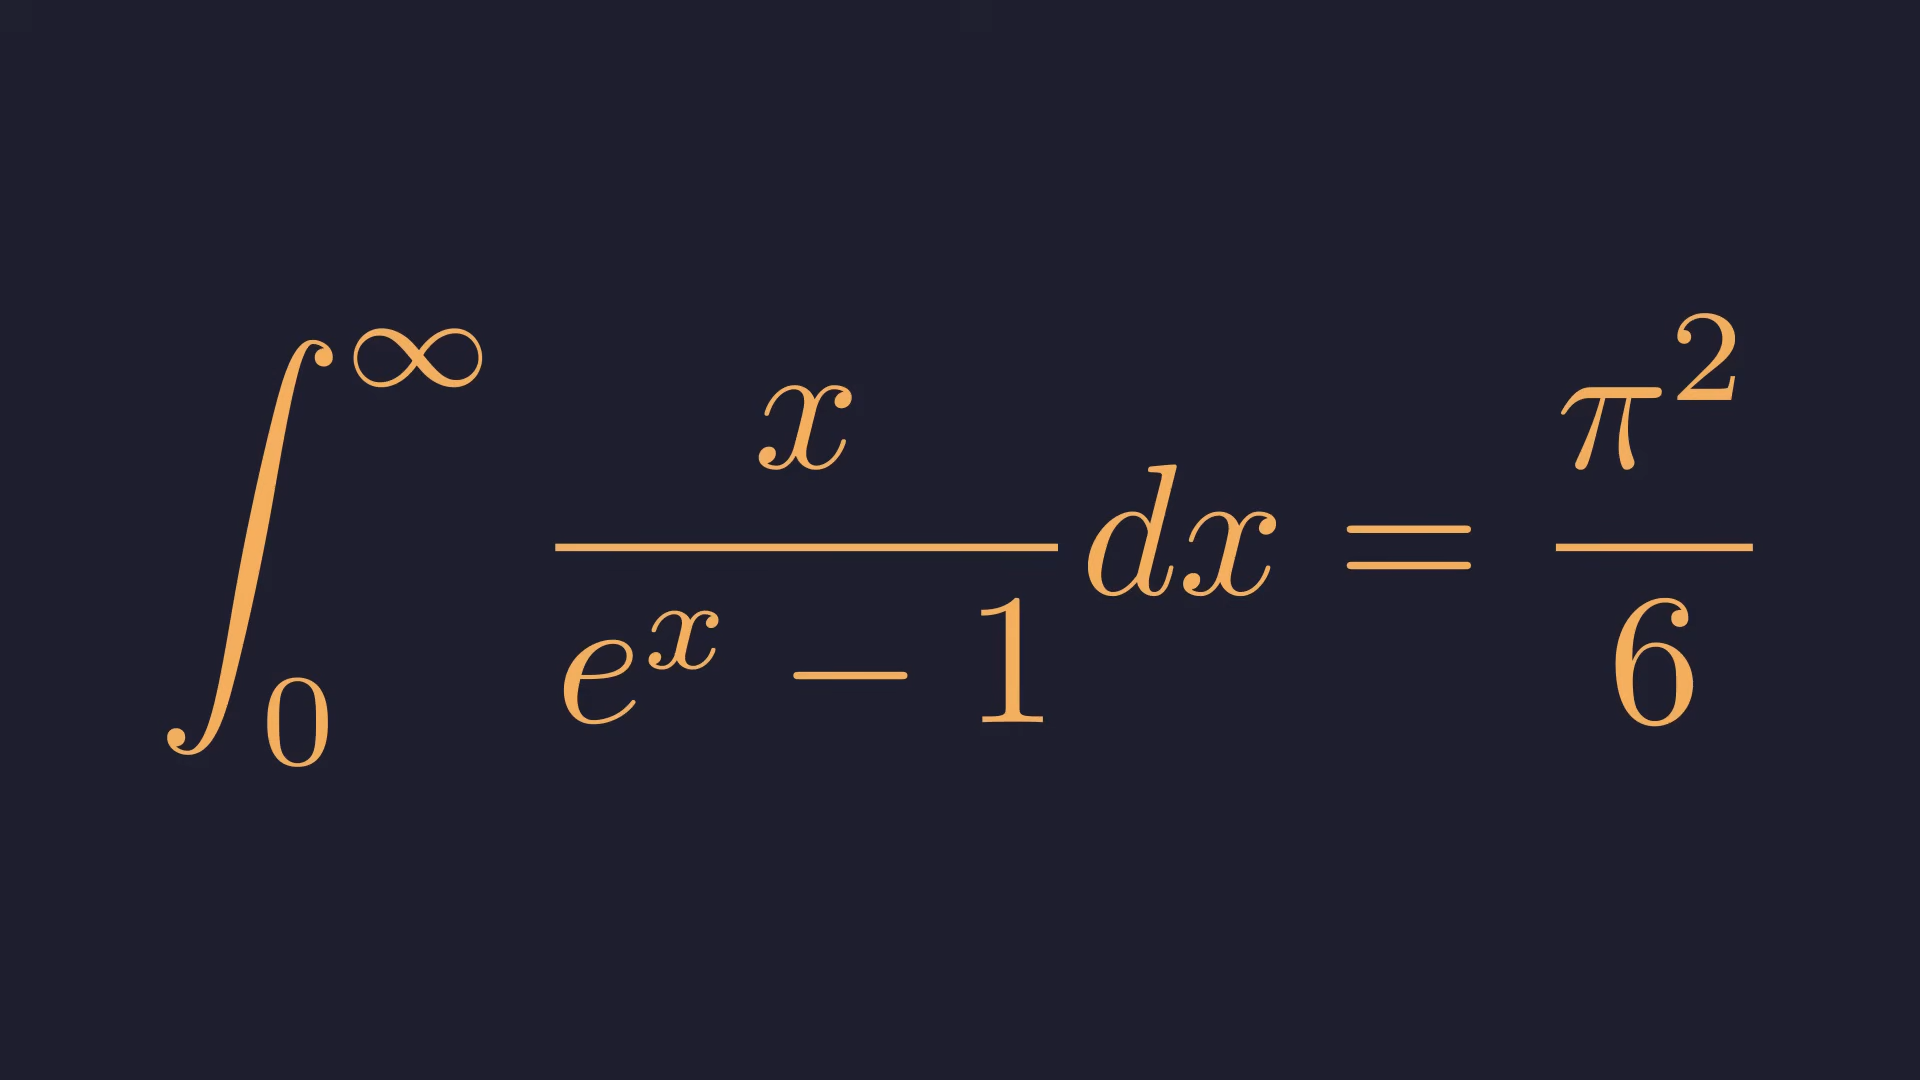 ∫₀^∞ x/(eˣ − 1) dx = π²/6